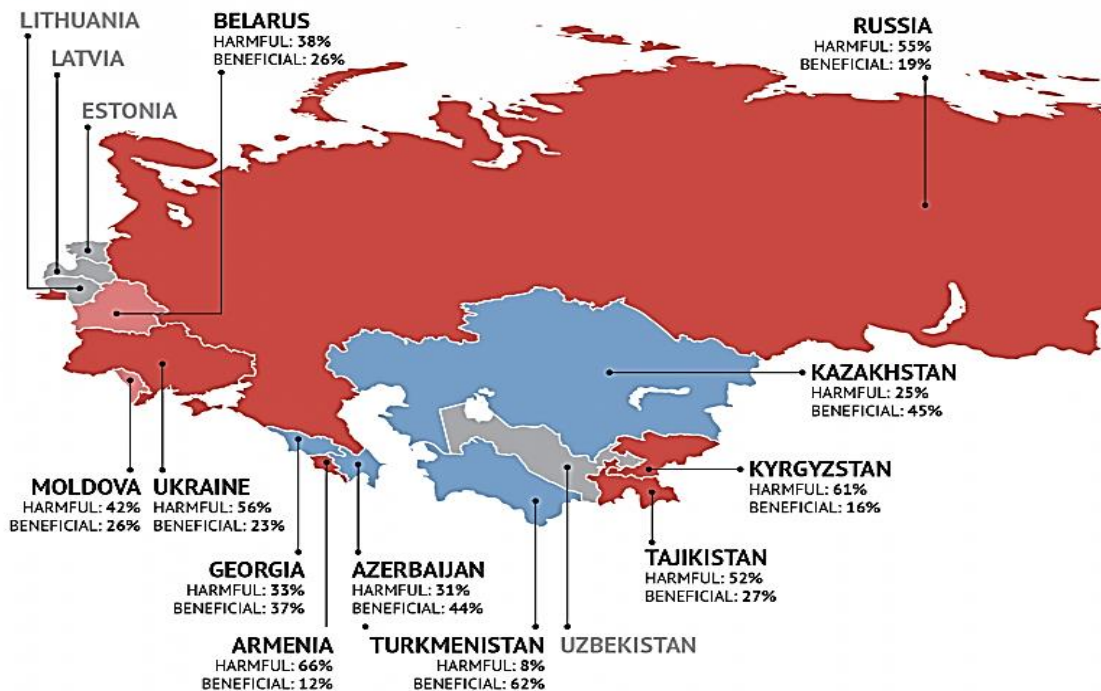 LITHUANIA
LATVIA
ESTONIA
BELARUS
HARMFUL: 38%
BENEFICIAL: 26%
RUSSIA
HARMFUL: 55%
BENEFICIAL: 19%
KAZAKHSTAN
HARMFUL: 25%
BENEFICIAL: 45%
KYRGYZSTAN
HARMFUL: 61%
BENEFICIAL: 16%
MOLDOVA
HARMFUL: 42%
BENEFICIAL: 26%
UKRAINE
HARMFUL: 56%
BENEFICIAL: 23%
TAJIKISTAN
HARMFUL: 52%
BENEFICIAL: 27%
GEORGIA
HARMFUL: 33%
BENEFICIAL: 37%
AZERBAIJAN
HARMFUL: 31%
BENEFICIAL: 44%
ARMENIA
HARMFUL: 66%
BENEFICIAL: 12%
TURKMENISTAN
HARMFUL: 8%
BENEFICIAL: 62%
UZBEKISTAN